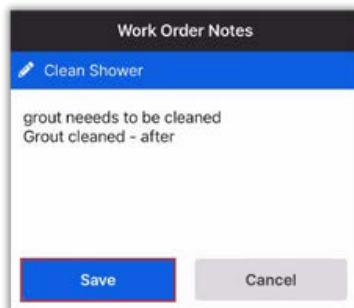 Work Order Notes
Clean Shower
grout neeeds to be cleaned
Grout cleaned - after
Save
Cancel